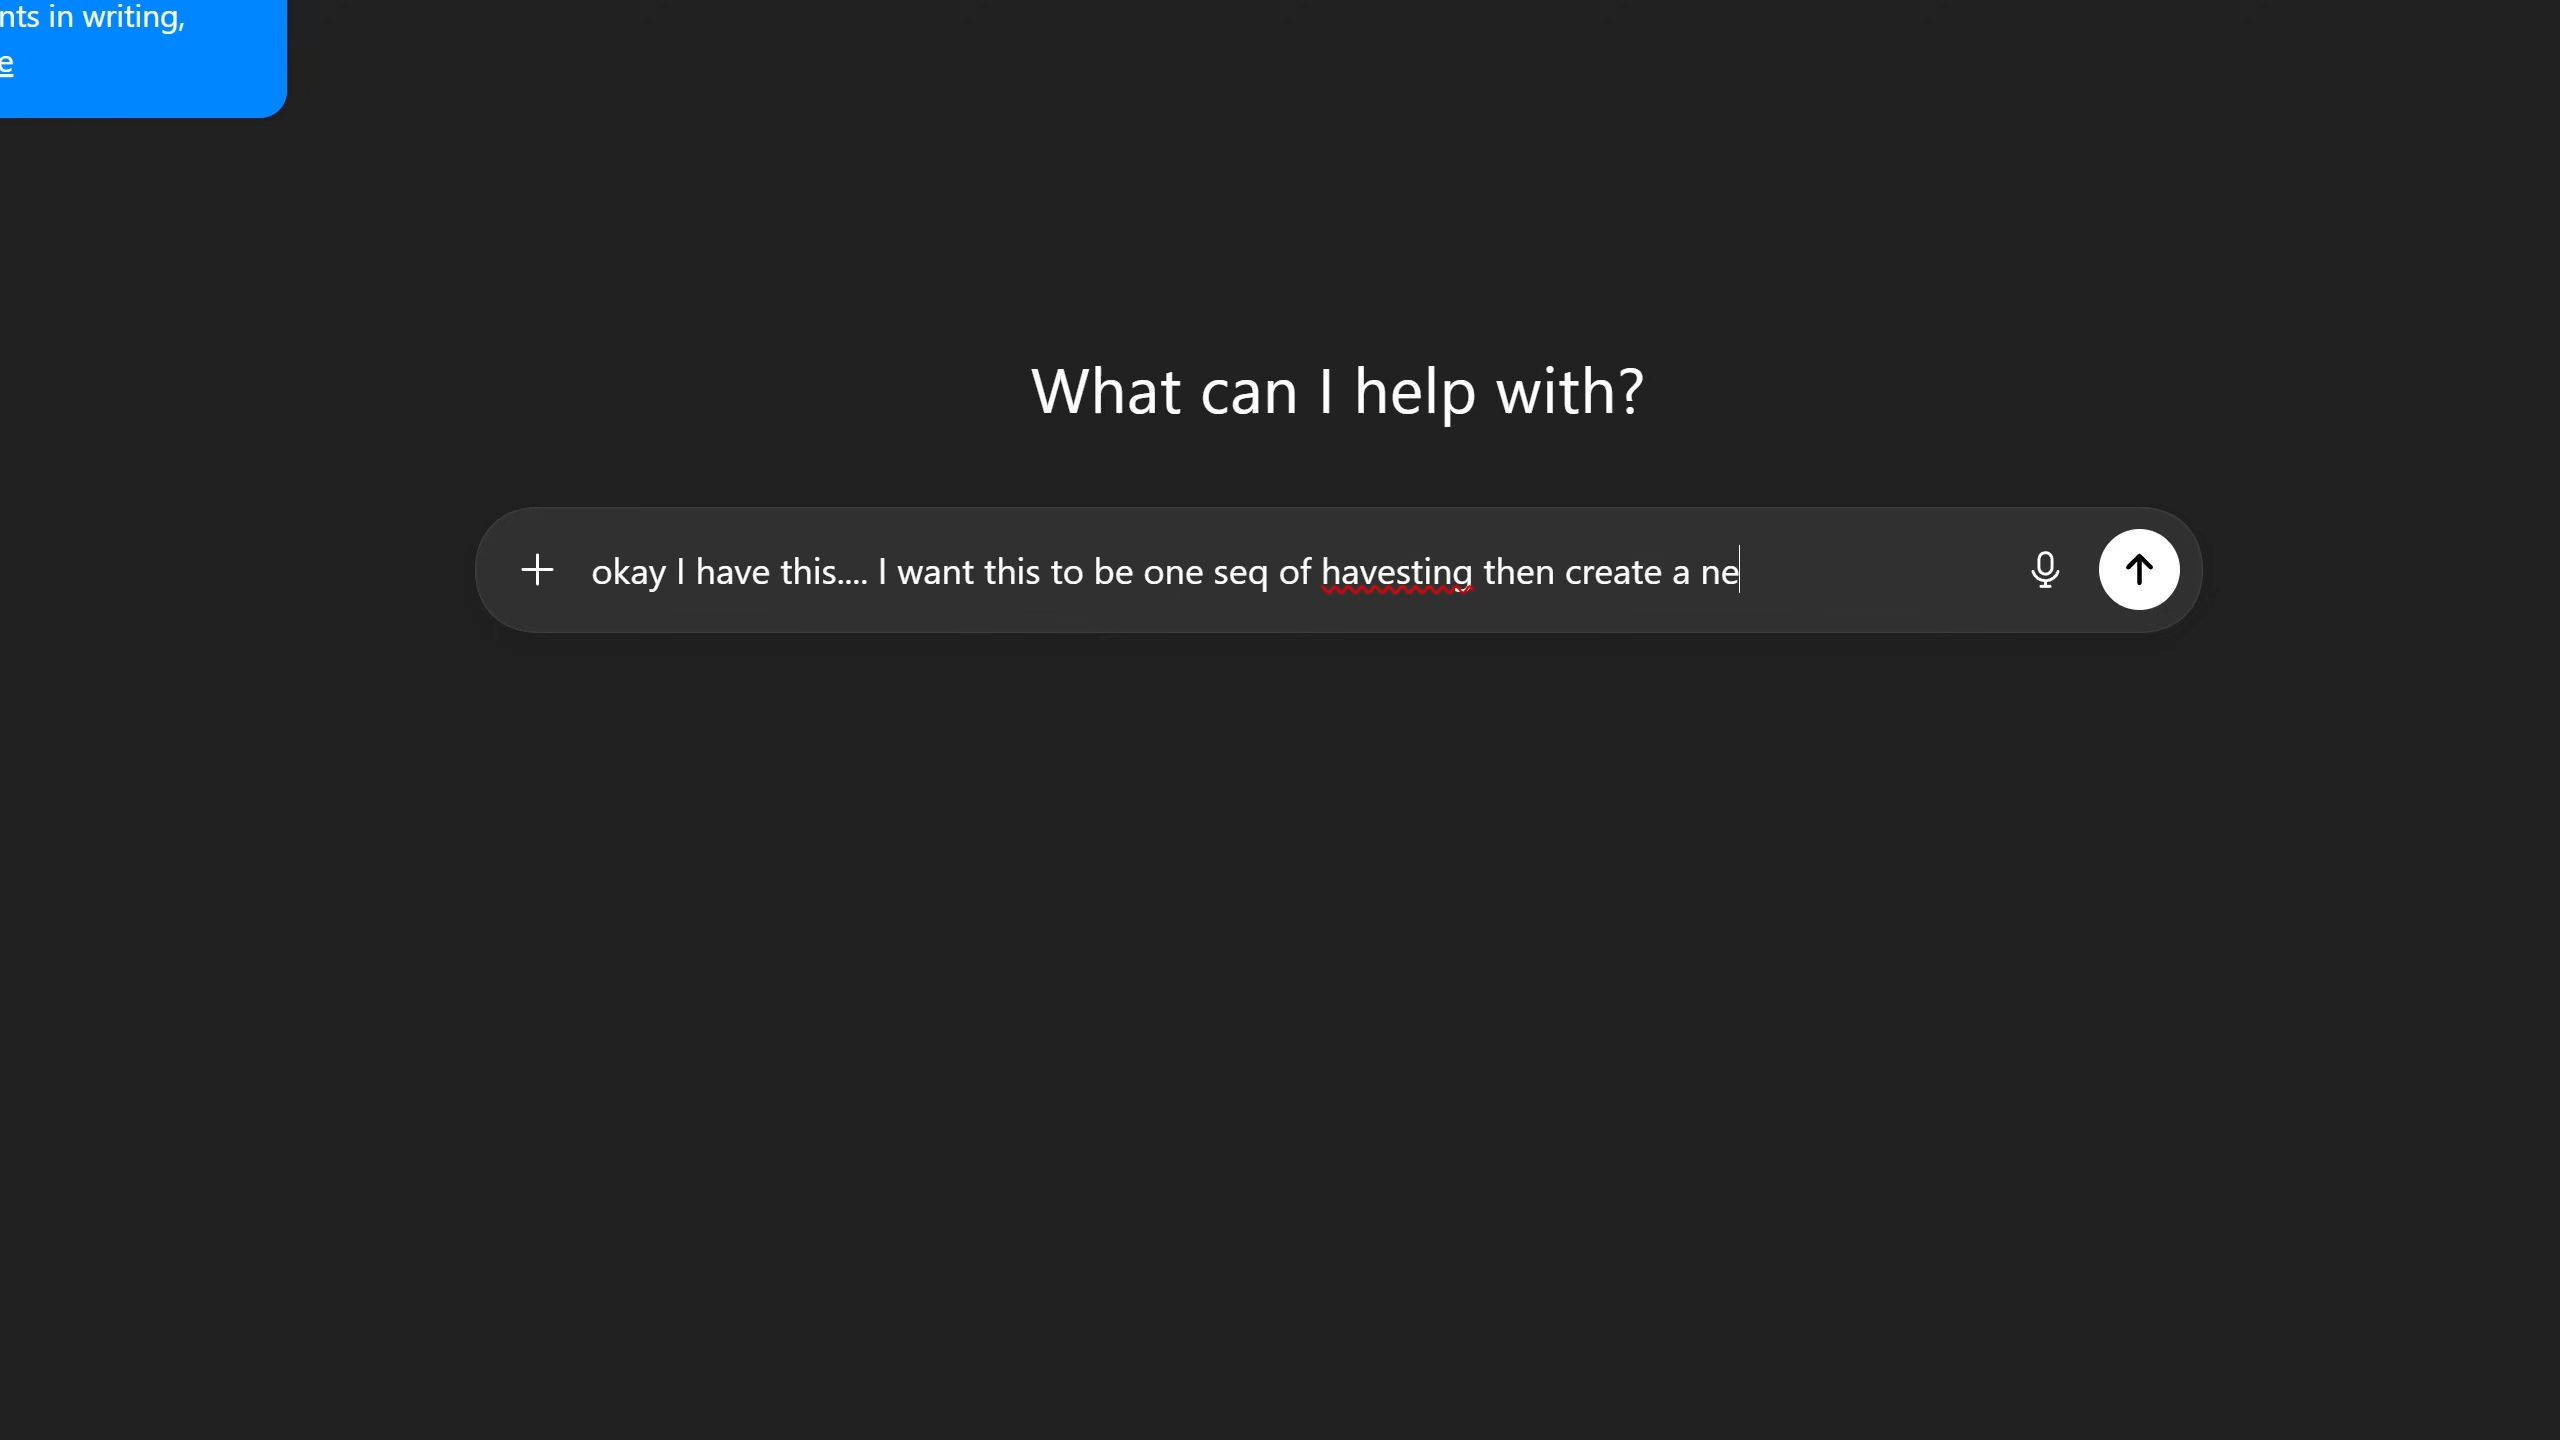 nts in writing,
e
What can I help with?
okay I have this.... I want this to be one seq of havesting then create a ne